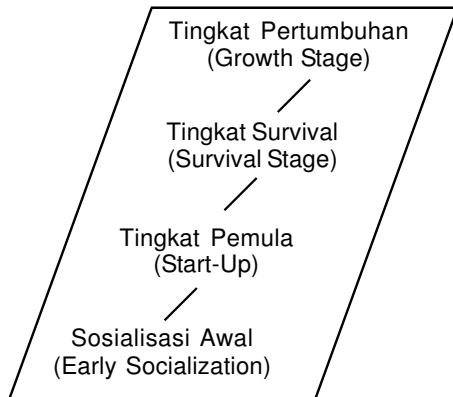 Tingkat Pertumbuhan
(Growth Stage)
Tingkat Survival
(Survival Stage)
Tingkat Pemula
(Start-Up)
Sosialisasi Awal
(Early Socialization)